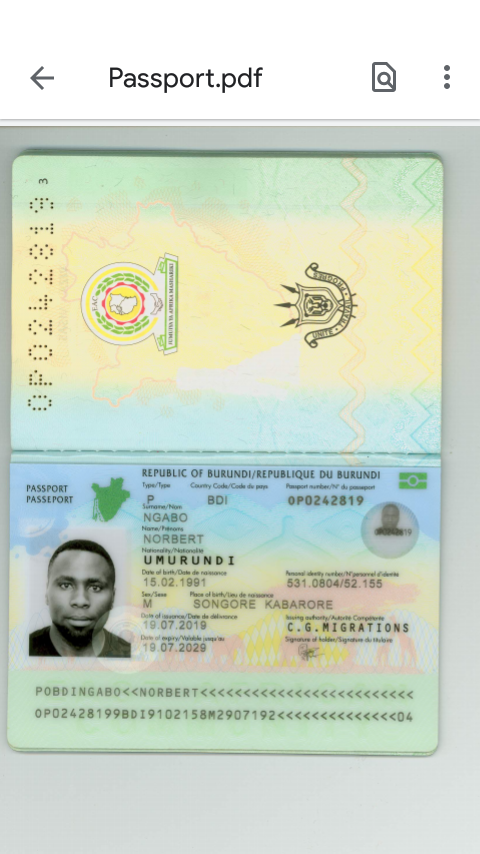 Passport.pdf
OP0242819 3
EAC
JUMUIYA YA AFRIKA MASHARIKI
PASSPORT
PASSEPORT
REPUBLIC OF BURUNDI/REPUBLIQUE DU BURUNDI
Type/Type Country Code/Code du pays Passport number/N° du passeport
P BDI OP0242819
Surname/Nom
NGABO
Name/Prénoms
NORBERT
Nationality/Nationalité
UMURUNDI
Date of birth/Date de naissance Personal identity number/N°personnel d'identité
15.02.1991 531.0804/52.155
Sex/Sexe Place of birth/Lieu de naissance
M SONGORE KABARORE
Date of issuance/Date de délivrance Issuing authority/Autorité Compétente
19.07.2019 C.G.MIGRATIONS
Date of expiry/Valable jusqu'au Signature of holder/Signature du titulaire
19.07.2029
POBDINGABO<<NORBERT<<<<<<<<<<<<<<<<<<<<<<<<<
OP02428199BDI9102158M2907192<<<<<<<<<<<<<<04